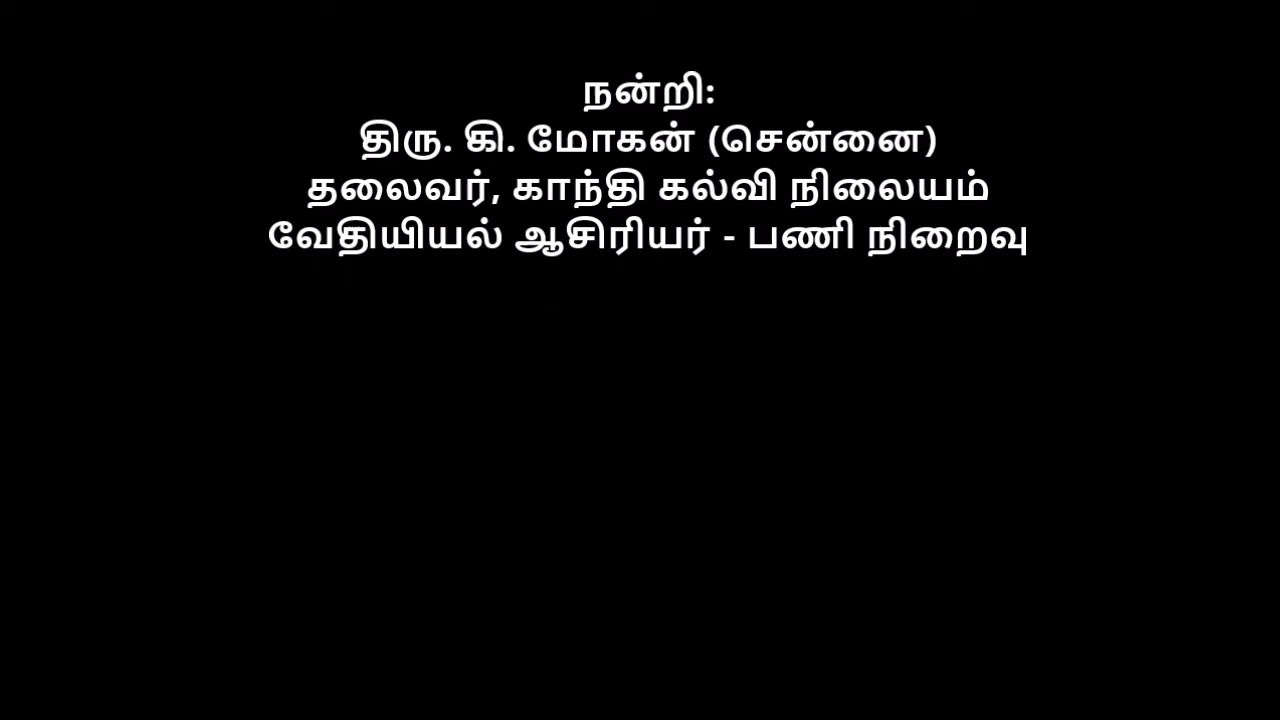 நன்றி:
திரு. கி. மோகன் (சென்னை)
தலைவர், காந்தி கல்வி நிலையம்
வேதியியல் ஆசிரியர் - பணி நிறைவு